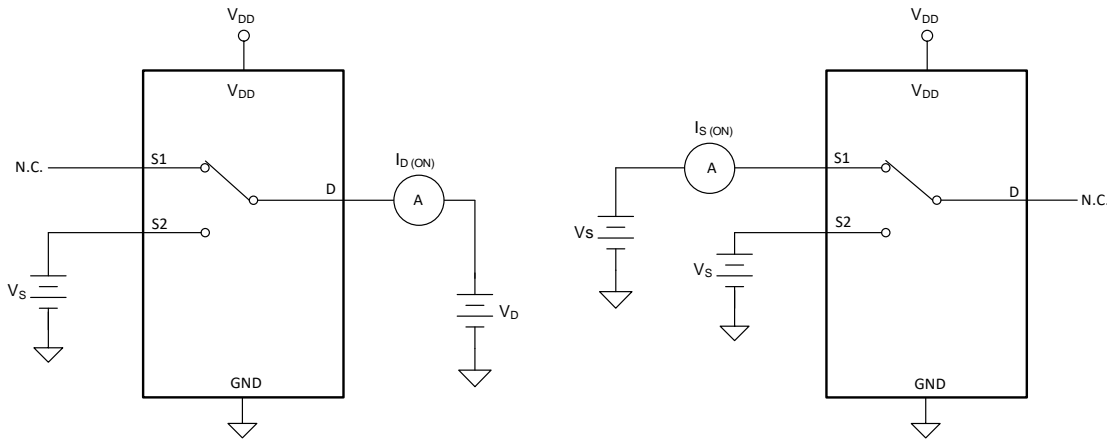 VDD
VDD
N.C.
S1
D
ID (ON)
A
S2
VS
VD
GND
VDD
VDD
IS (ON)
A
S1
D
N.C.
S2
Vs
VS
GND